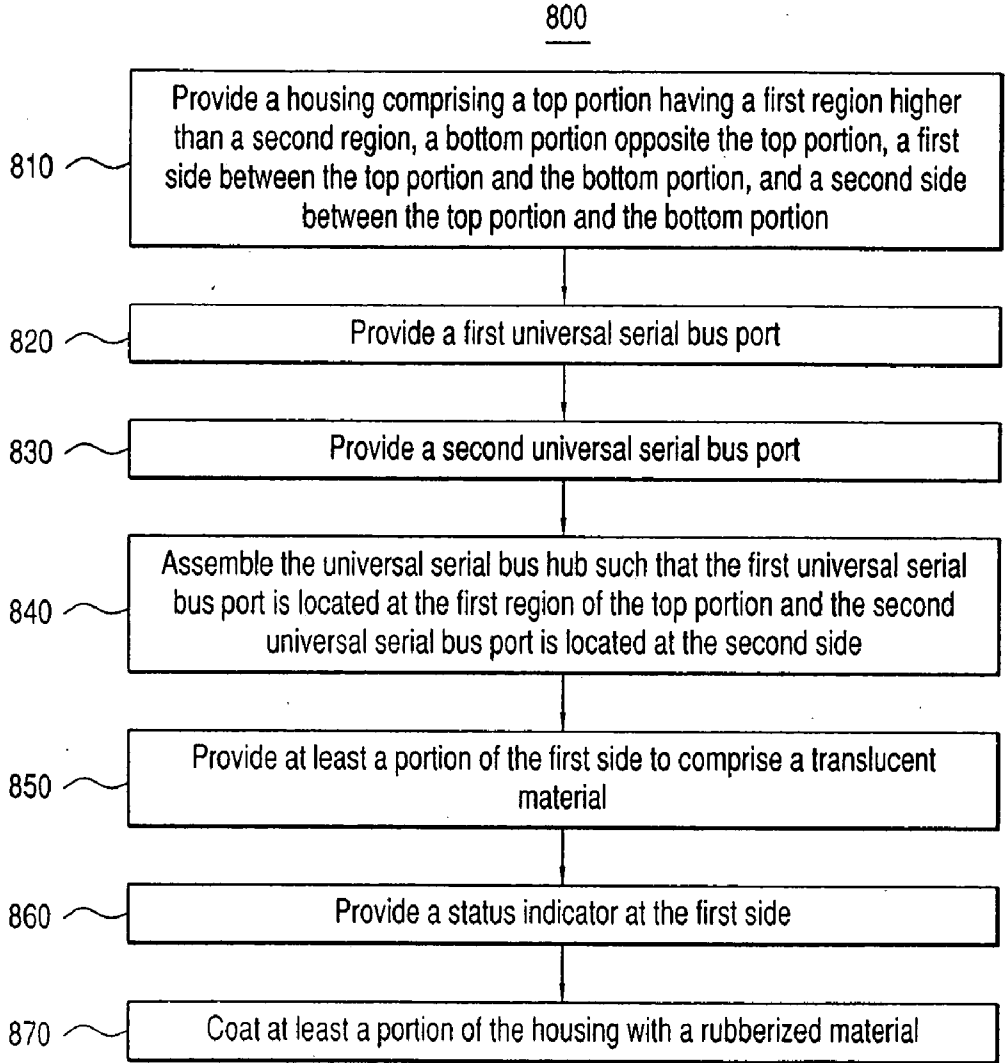 800
810
Provide a housing comprising a top portion having a first region higher
than a second region, a bottom portion opposite the top portion, a first
side between the top portion and the bottom portion, and a second side
between the top portion and the bottom portion
820
Provide a first universal serial bus port
830
Provide a second universal serial bus port
840
Assemble the universal serial bus hub such that the first universal serial
bus port is located at the first region of the top portion and the second
universal serial bus port is located at the second side
850
Provide at least a portion of the first side to comprise a translucent
material
860
Provide a status indicator at the first side
870
Coat at least a portion of the housing with a rubberized material